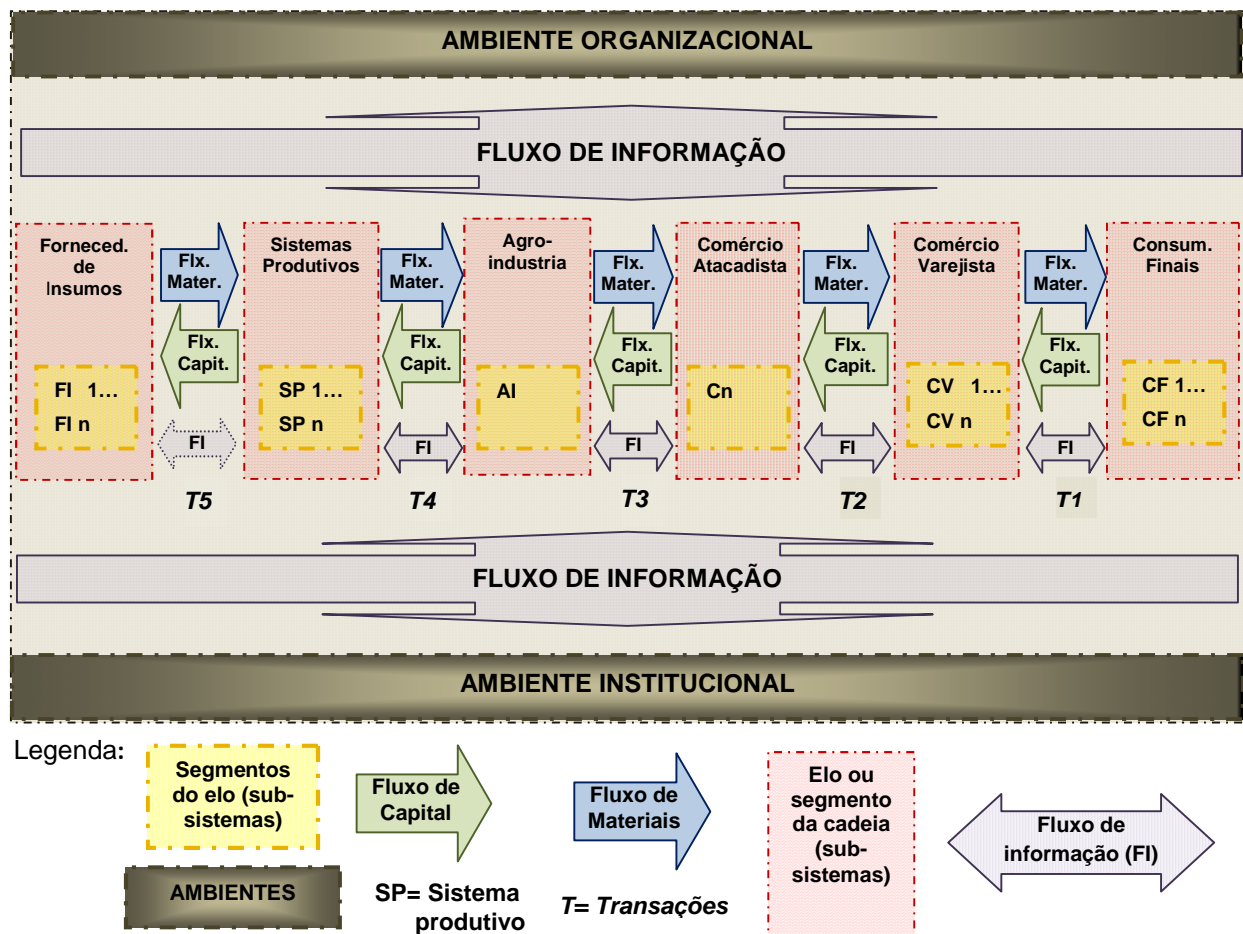 AMBIENTE ORGANIZACIONAL
FLUXO DE INFORMAÇÃO
Forneced.
de
Insumos
FI 1...
FI n
Flx.
Mater.
Flx.
Capit.
FI
T5
Sistemas
Produtivos
SP 1...
SP n
Flx.
Mater.
Flx.
Capit.
FI
T4
Agro-
industria
AI
Flx.
Mater.
Flx.
Capit.
FI
T3
Comércio
Atacadista
Cn
Flx.
Mater.
Flx.
Capit.
FI
T2
Comércio
Varejista
CV 1...
CV n
Flx.
Mater.
Flx.
Capit.
FI
T1
Consum.
Finais
CF 1...
CF n
FLUXO DE INFORMAÇÃO
AMBIENTE INSTITUCIONAL
Legenda:
Segmentos
do elo (sub-
sistemas)
Fluxo de
Capital
Fluxo de
Materiais
Elo ou
segmento
da cadeia
(sub-
sistemas)
Fluxo de
informação (FI)
AMBIENTES
SP= Sistema
produtivo
T= Transações